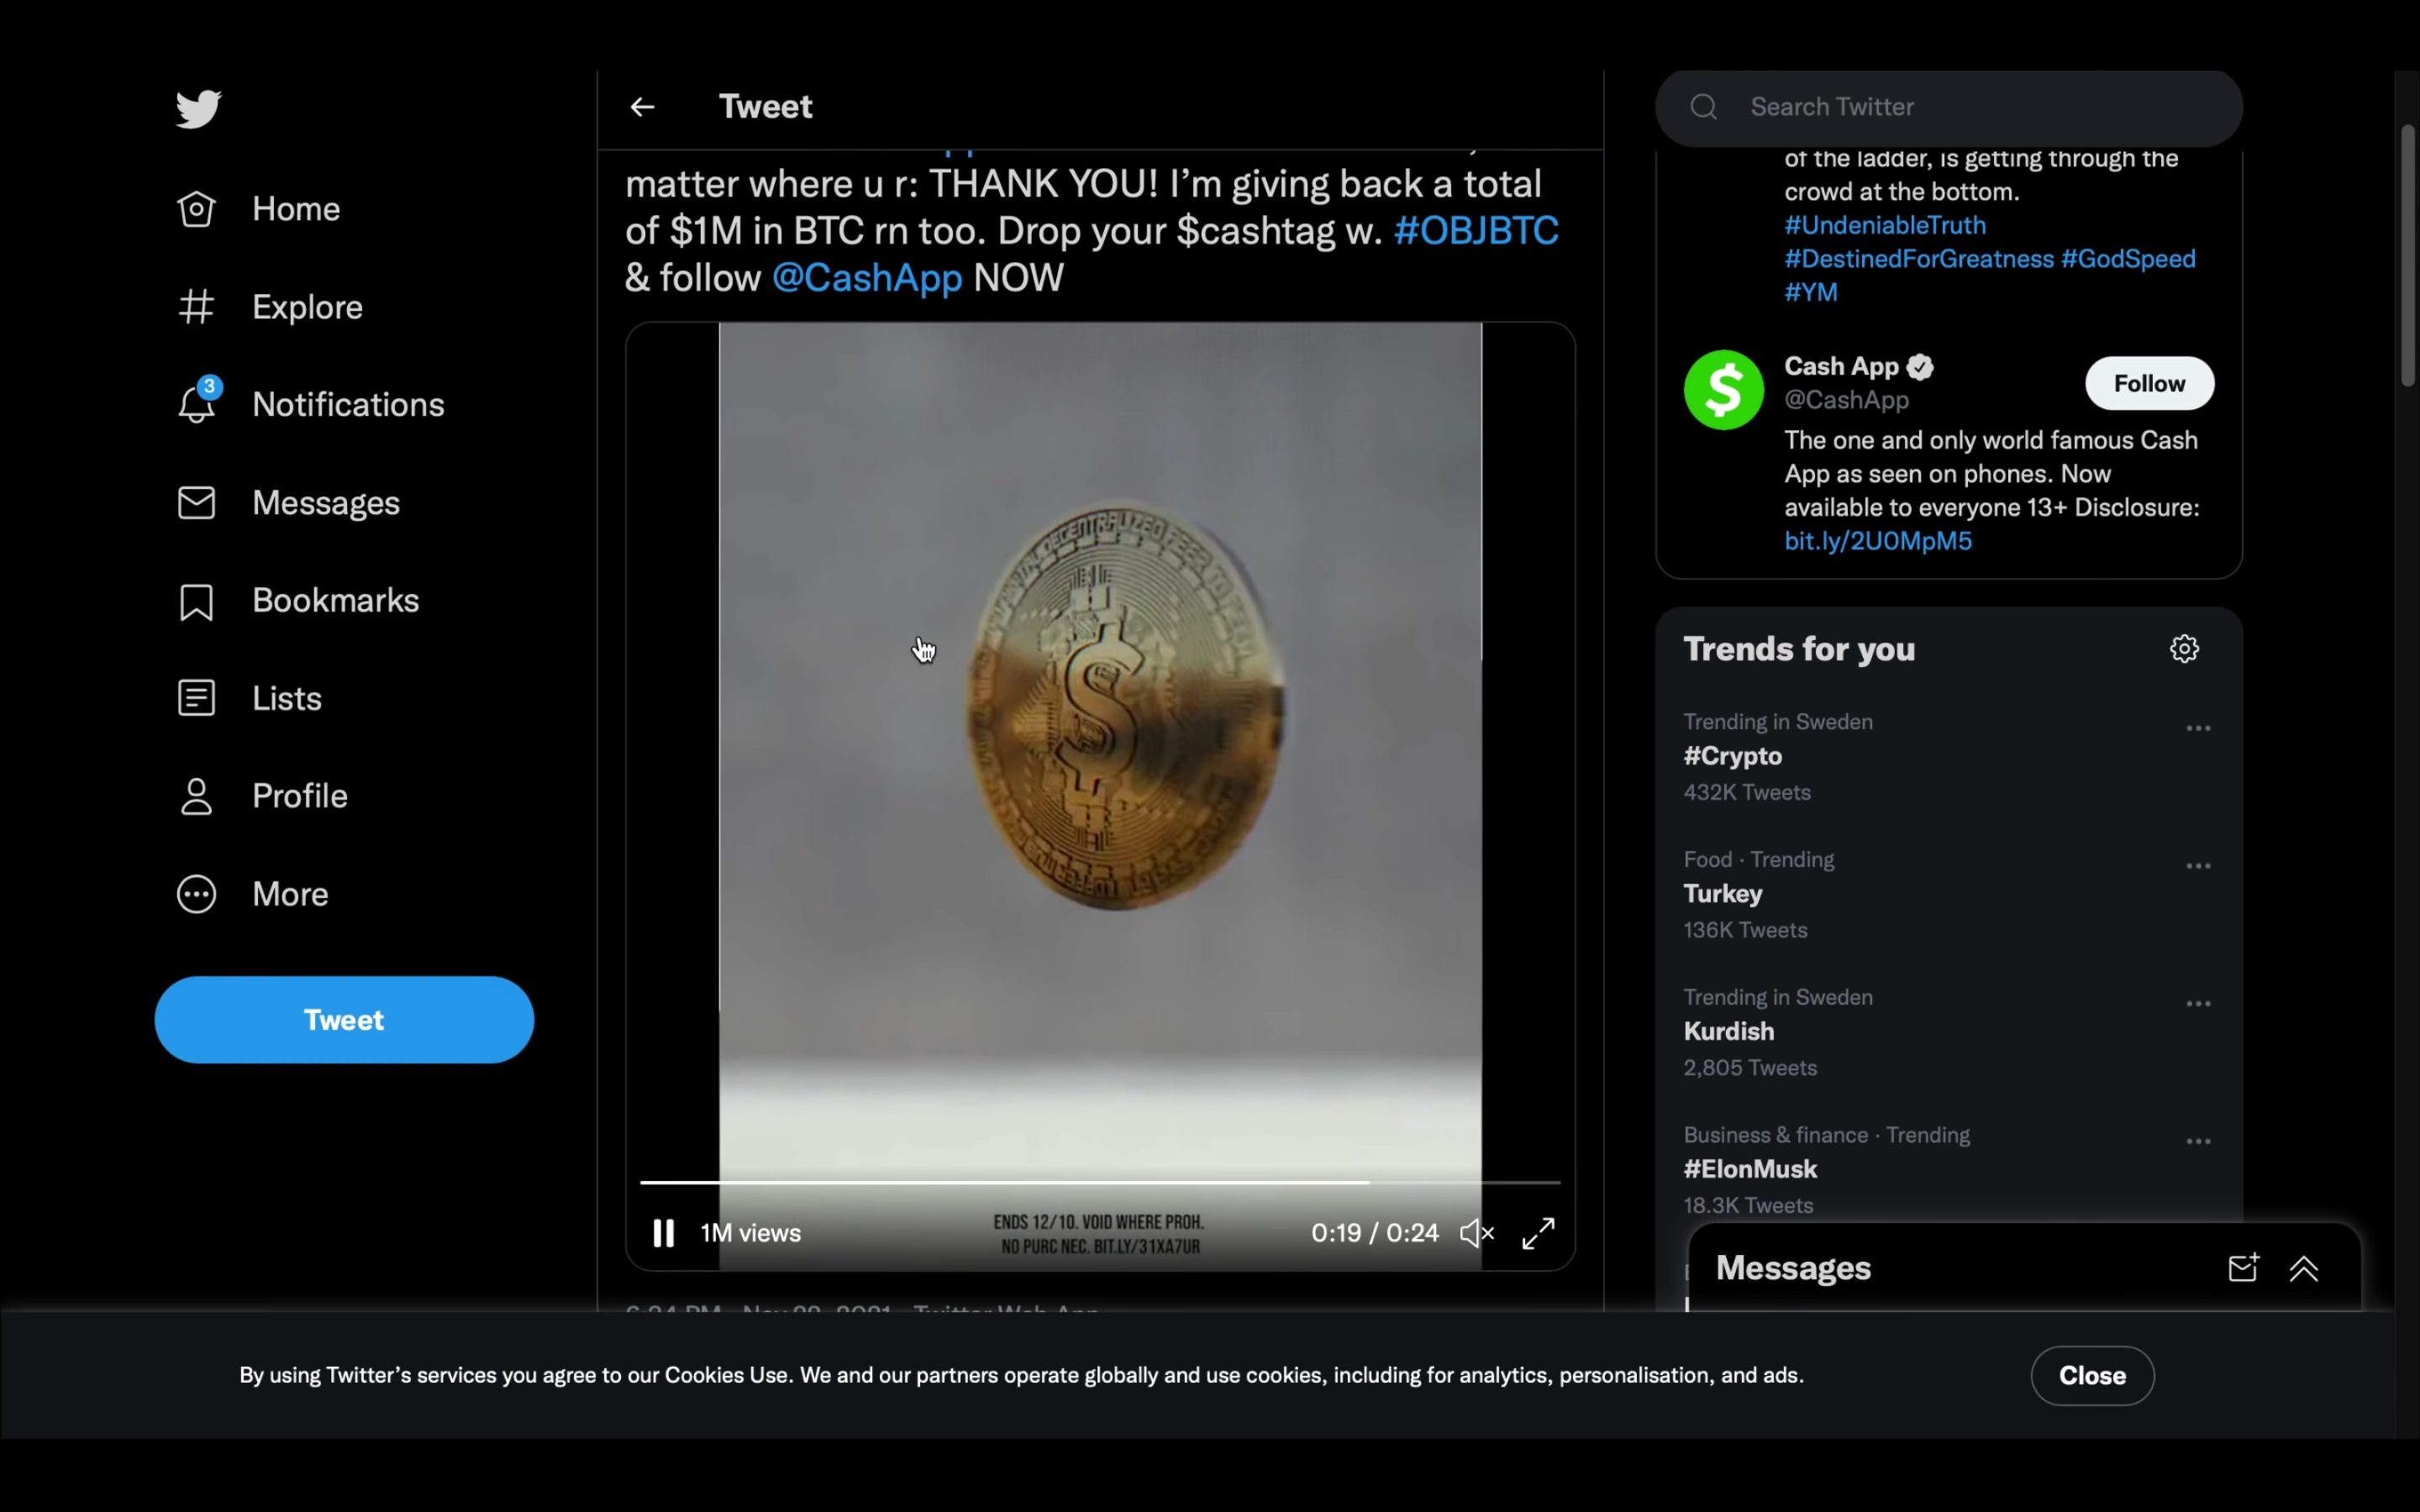 Home
Explore
3
Notifications
Messages
Bookmarks
Lists
Profile
More
Tweet
Tweet
matter where u r: THANK YOU! I’m giving back a total
of $1M in BTC rn too. Drop your $cashtag w. #OBJBTC
& follow @CashApp NOW
DECENTRALIZED PEER TO PEER
1M views
ENDS 12/10. VOID WHERE PROH.
NO PURC NEC. BIT.LY/31XA7UR
0:19 / 0:24
Search Twitter
of the ladder, is getting through the
crowd at the bottom.
#UndeniableTruth
#DestinedForGreatness #GodSpeed
#YM
Cash App
@CashApp
Follow
The one and only world famous Cash
App as seen on phones. Now
available to everyone 13+ Disclosure:
bit.ly/2U0MpM5
Trends for you
Trending in Sweden
#Crypto
432K Tweets
Food · Trending
Turkey
136K Tweets
Trending in Sweden
Kurdish
2,805 Tweets
Business & finance · Trending
#ElonMusk
18.3K Tweets
Messages
By using Twitter’s services you agree to our Cookies Use. We and our partners operate globally and use cookies, including for analytics, personalisation, and ads.
Close